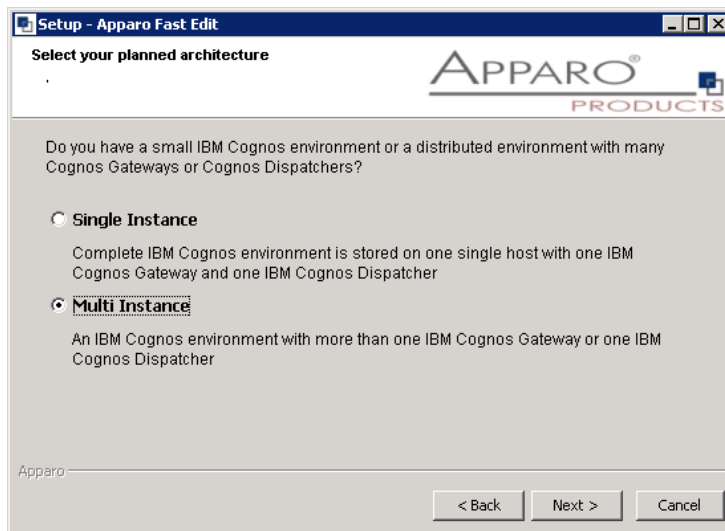 Setup - Apparo Fast Edit
Select your planned architecture
.
APPARO®
PRODUCTS
Do you have a small IBM Cognos environment or a distributed environment with many
Cognos Gateways or Cognos Dispatchers?
Single Instance
Complete IBM Cognos environment is stored on one single host with one IBM
Cognos Gateway and one IBM Cognos Dispatcher
Multi Instance
An IBM Cognos environment with more than one IBM Cognos Gateway or one IBM
Cognos Dispatcher
Apparo
< Back Next > Cancel